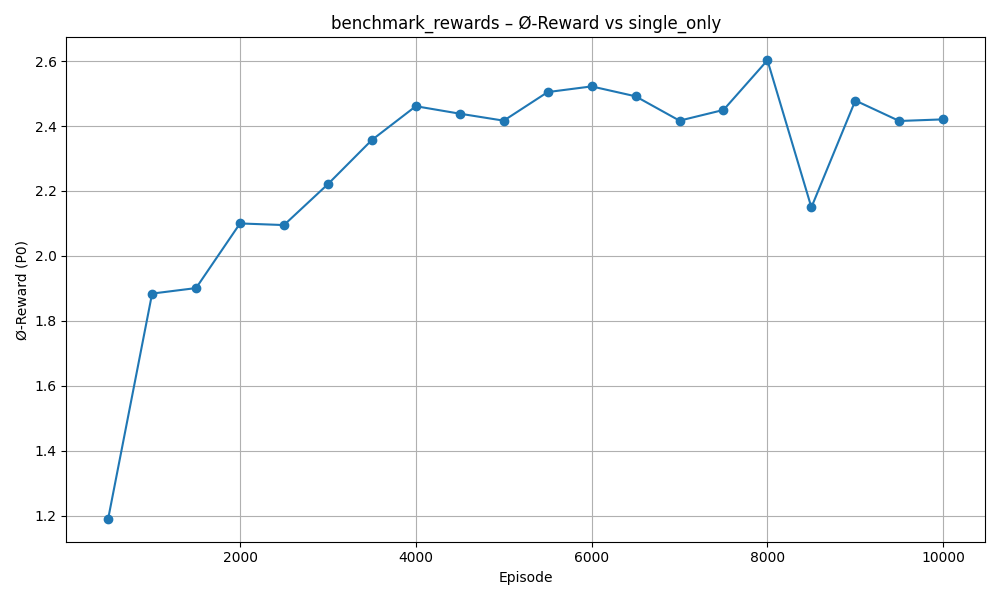 benchmark_rewards – Ø-Reward vs single_only
Ø-Reward (P0)
2.6
2.4
2.2
2.0
1.8
1.6
1.4
1.2
2000 4000 6000 8000 10000
Episode